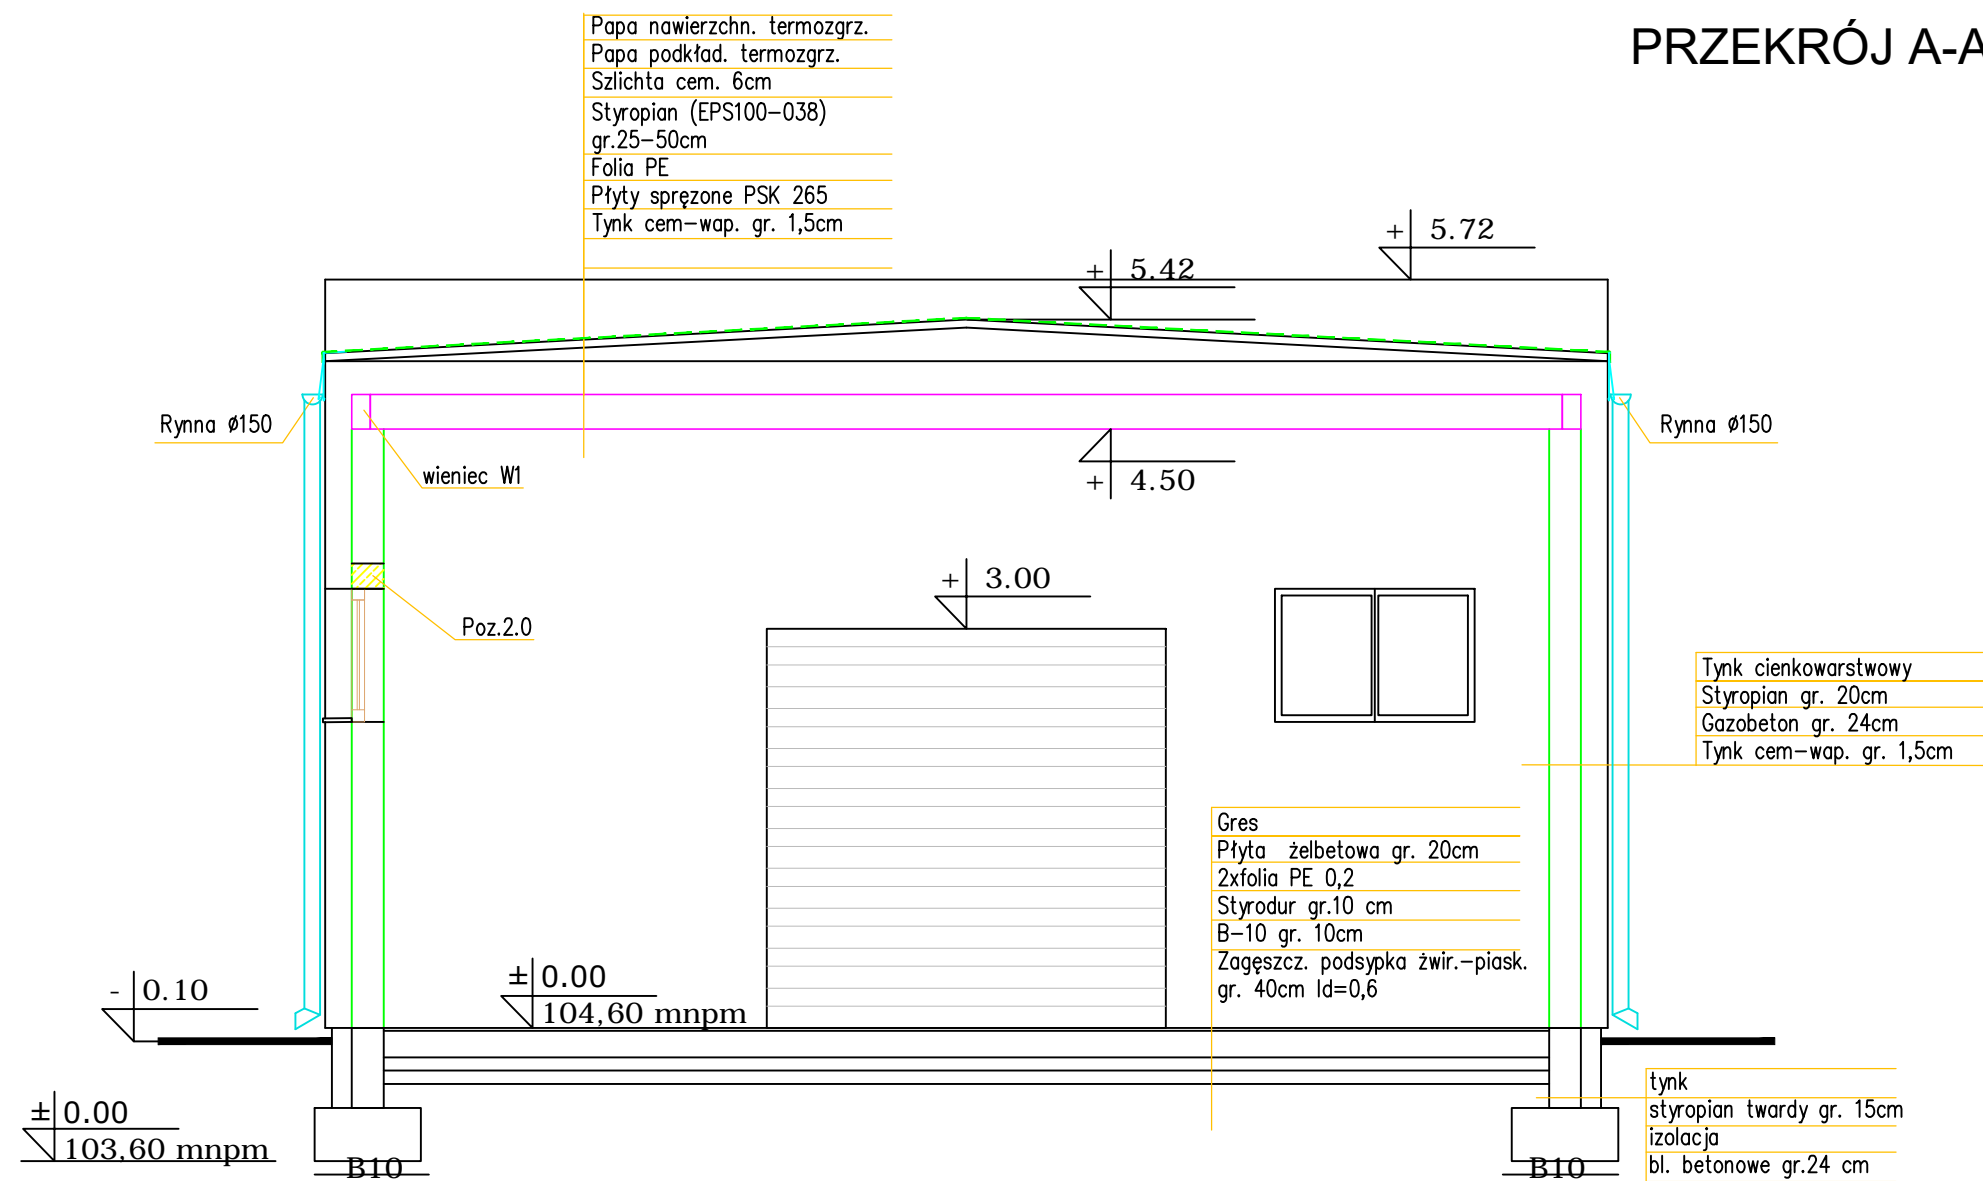 PRZEKRÓJ A-A
Papa nawierzchn. termozgrz.
Papa podkład. termozgrz.
Szlichta cem. 6cm
Styropian (EPS100-038)
gr.25-50cm
Folia PE
Płyty spręzone PSK 265
Tynk cem-wap. gr. 1,5cm
+ 5.72
+ 5.42
Rynna ø150
Rynna ø150
wieniec W1
+ 4.50
+ 3.00
Poz.2.0
Tynk cienkowarstwowy
Styropian gr. 20cm
Gazobeton gr. 24cm
Tynk cem-wap. gr. 1,5cm
Gres
Płyta żelbetowa gr. 20cm
2xfolia PE 0,2
Styrodur gr.10 cm
B-10 gr. 10cm
Zagęszcz. podsypka żwir.-piask.
gr. 40cm Id=0,6
- 0.10
± 0.00
104,60 mnpm
± 0.00
103,60 mnpm
B10
B10
tynk
styropian twardy gr. 15cm
izolacja
bl. betonowe gr.24 cm